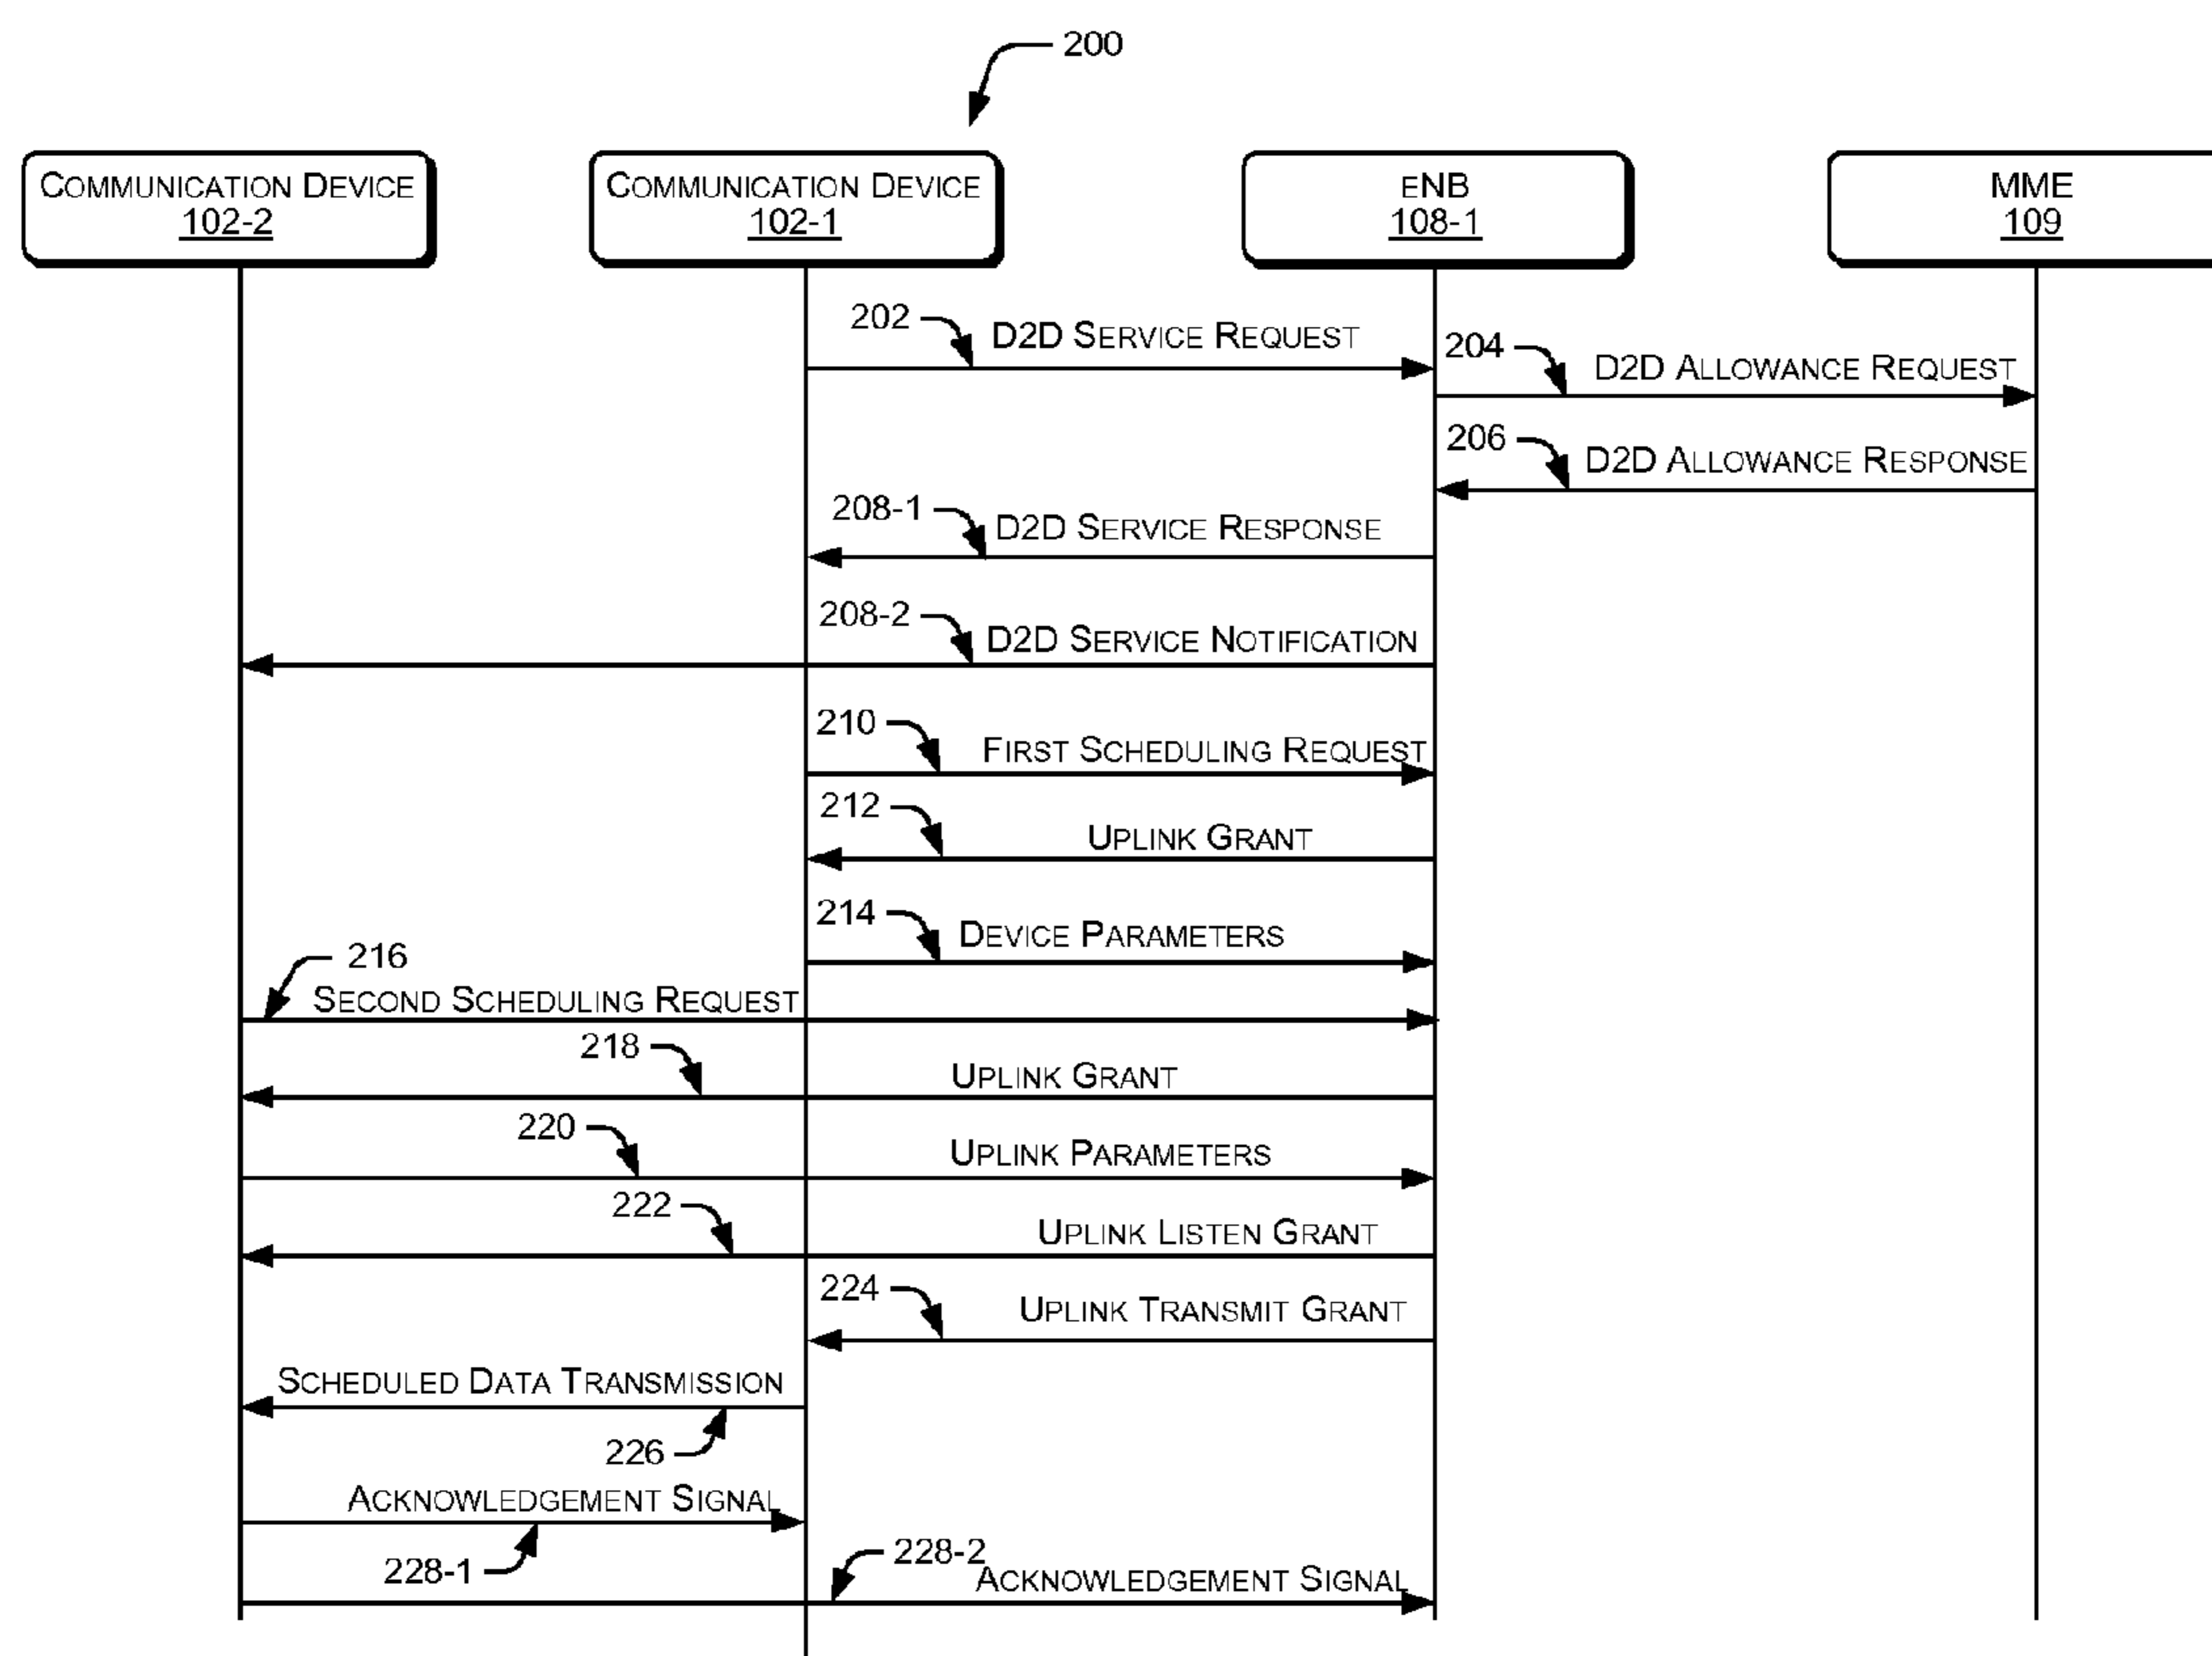 200
COMMUNICATION DEVICE
102-2
COMMUNICATION DEVICE
102-1
ENB
108-1
MME
109
202
D2D SERVICE REQUEST
204
D2D ALLOWANCE REQUEST
206
D2D ALLOWANCE RESPONSE
208-1
D2D SERVICE RESPONSE
208-2
D2D SERVICE NOTIFICATION
210
FIRST SCHEDULING REQUEST
212
UPLINK GRANT
214
DEVICE PARAMETERS
216
SECOND SCHEDULING REQUEST
218
UPLINK GRANT
220
UPLINK PARAMETERS
222
UPLINK LISTEN GRANT
224
UPLINK TRANSMIT GRANT
SCHEDULED DATA TRANSMISSION
226
ACKNOWLEDGEMENT SIGNAL
228-1
228-2
ACKNOWLEDGEMENT SIGNAL